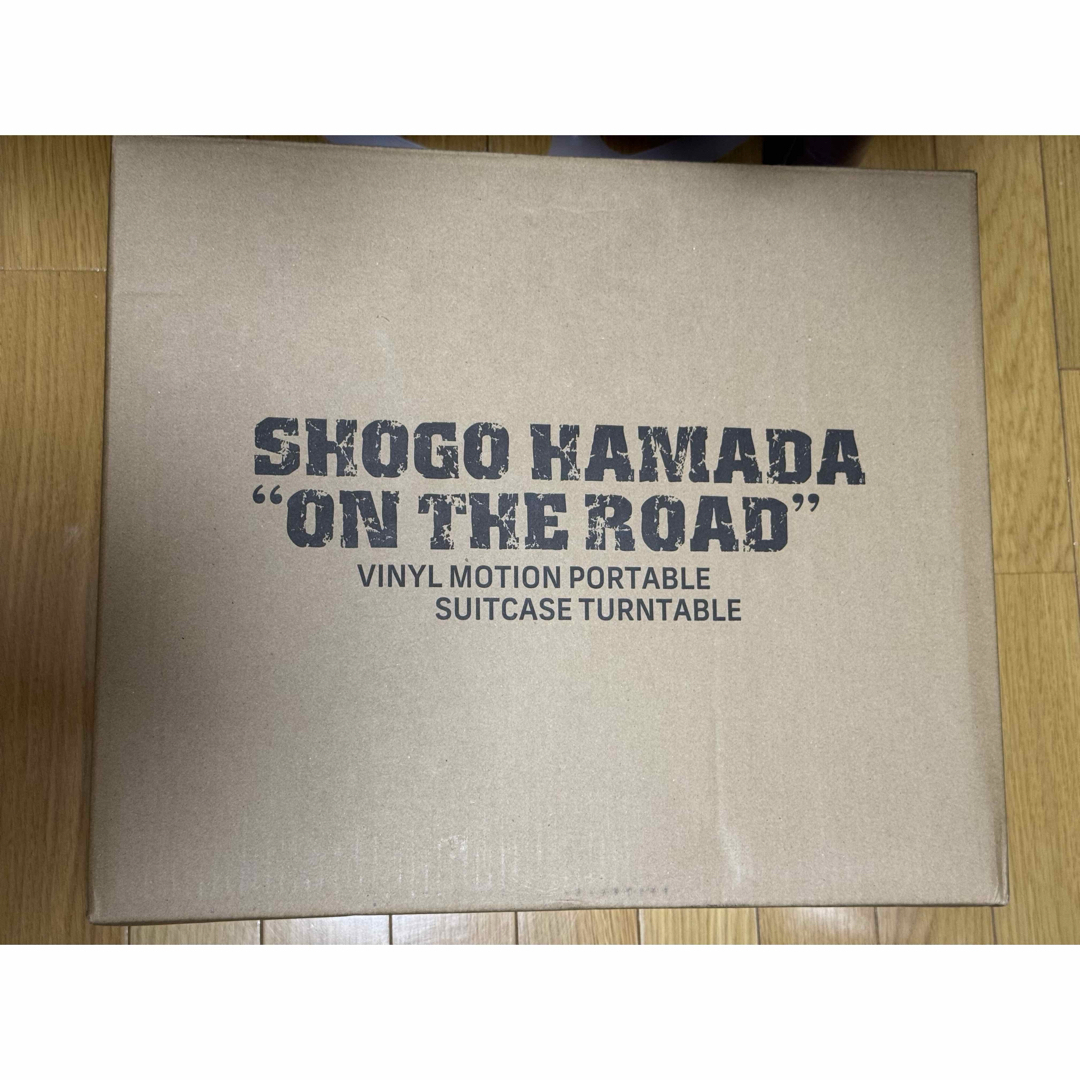 SHOGO HAMADA
“ON THE ROAD”
VINYL MOTION PORTABLE
SUITCASE TURNTABLE